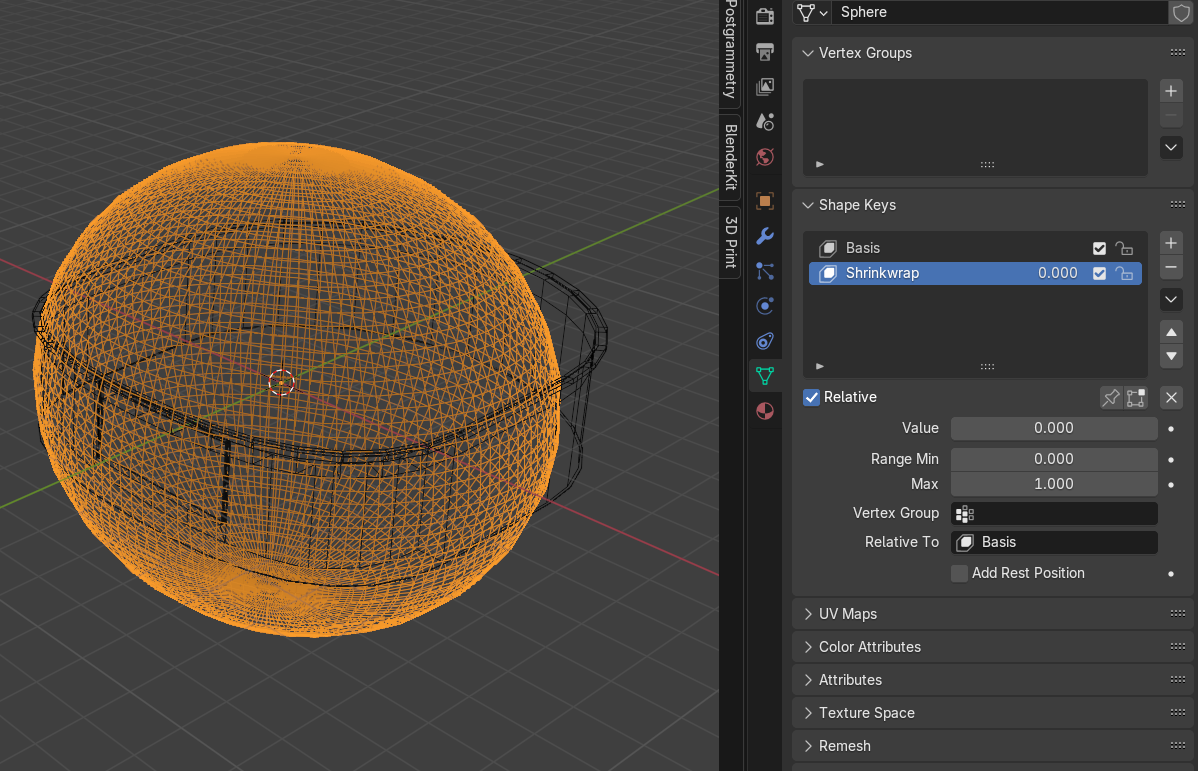 Postgrammetry
BlenderKit
3D Print
Sphere
Vertex Groups
Shape Keys
Basis
Shrinkwrap 0.000
Relative
Value 0.000
Range Min 0.000
Max 1.000
Vertex Group
Relative To Basis
Add Rest Position
UV Maps
Color Attributes
Attributes
Texture Space
Remesh